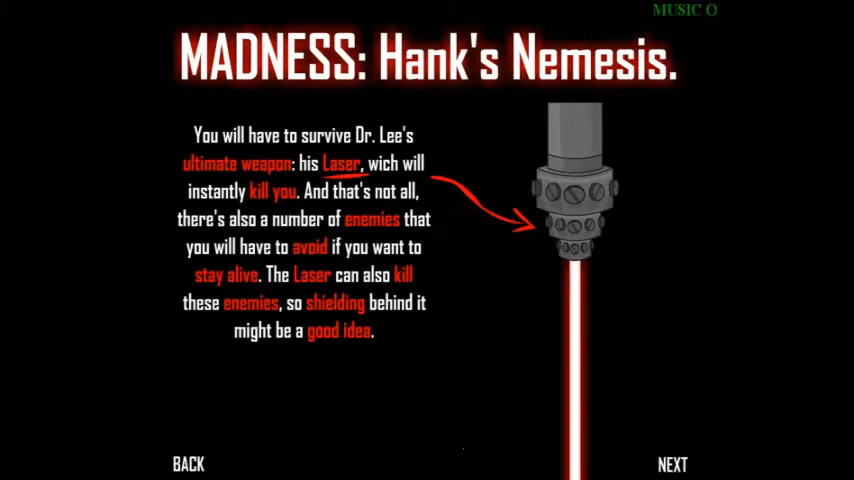 MUSIC O
MADNESS: Hank's Nemesis.
You will have to survive Dr. Lee's
ultimate weapon: his Laser, wich will
instantly kill you. And that's not all,
there's also a number of enemies that
you will have to avoid if you want to
stay alive. The Laser can also kill
these enemies, so shielding behind it
might be a good idea.
BACK
NEXT